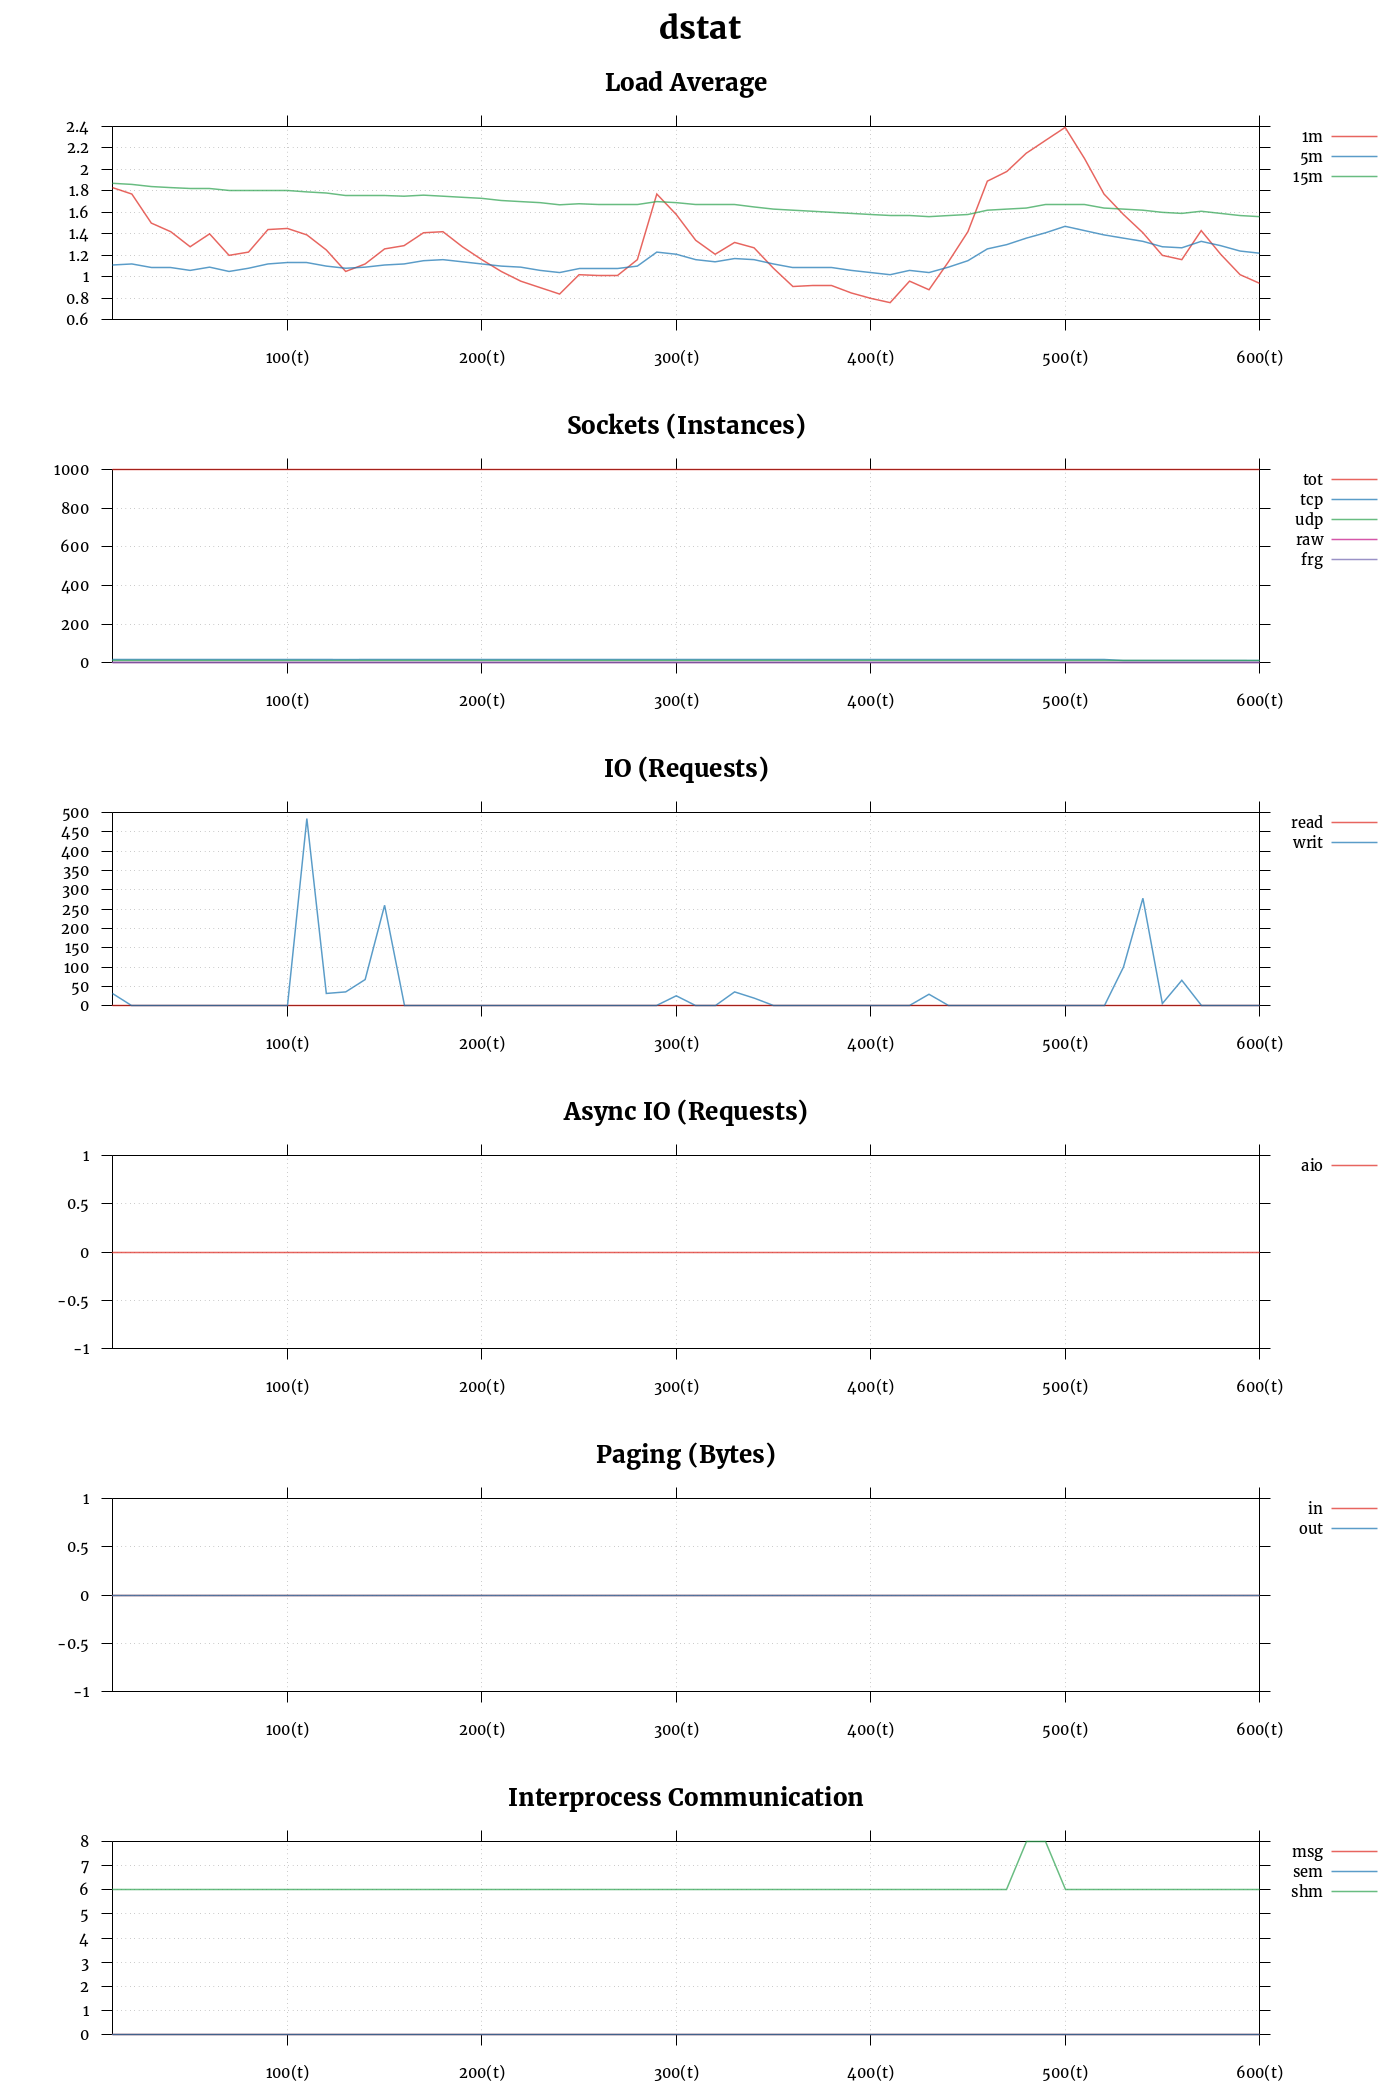 dstat
Load Average
2.4
2.2
2
1.8
1.6
1.4
1.2
1
0.8
0.6
100(t) 200(t) 300(t) 400(t) 500(t) 600(t)
1m
5m
15m
Sockets (Instances)
1000
800
600
400
200
0
100(t) 200(t) 300(t) 400(t) 500(t) 600(t)
tot
tcp
udp
raw
frg
IO (Requests)
500
450
400
350
300
250
200
150
100
50
0
100(t) 200(t) 300(t) 400(t) 500(t) 600(t)
read
writ
Async IO (Requests)
1
0.5
0
-0.5
-1
100(t) 200(t) 300(t) 400(t) 500(t) 600(t)
aio
Paging (Bytes)
1
0.5
0
-0.5
-1
100(t) 200(t) 300(t) 400(t) 500(t) 600(t)
in
out
Interprocess Communication
8
7
6
5
4
3
2
1
0
100(t) 200(t) 300(t) 400(t) 500(t) 600(t)
msg
sem
shm